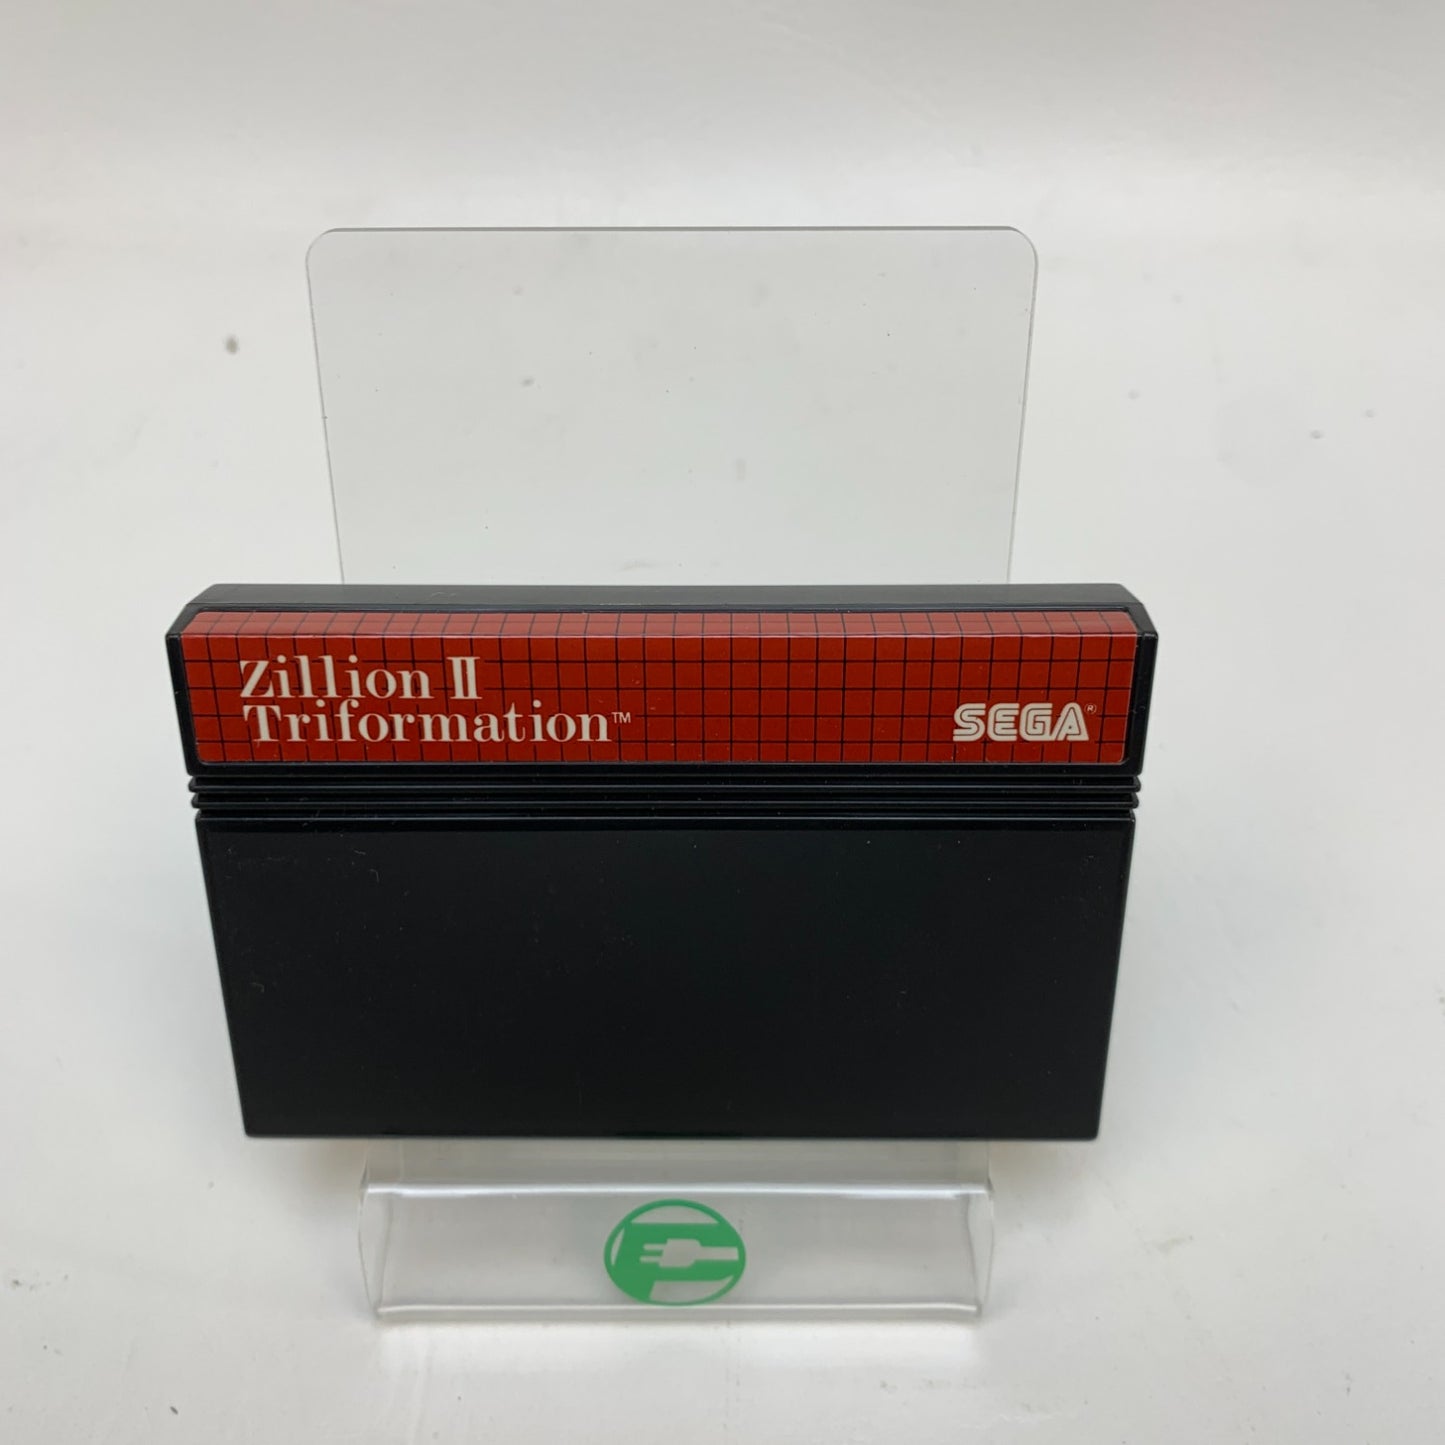 Zillion II
Triformation™
SEGA®